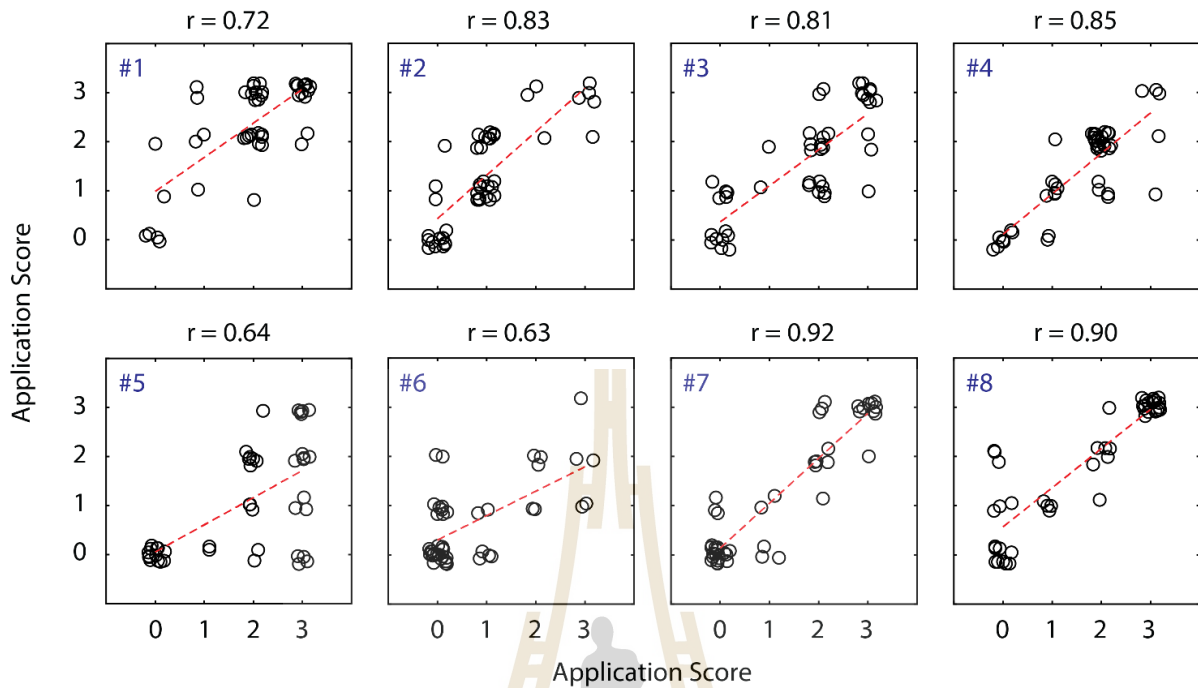 r = 0.72 r = 0.83 r = 0.81 r = 0.85
#1 #2 #3 #4
3
2
1
0
Application Score
r = 0.64 r = 0.63 r = 0.92 r = 0.90
#5 #6 #7 #8
3
2
1
0
0 1 2 3 0 1 2 3 0 1 2 3 0 1 2 3
Application Score